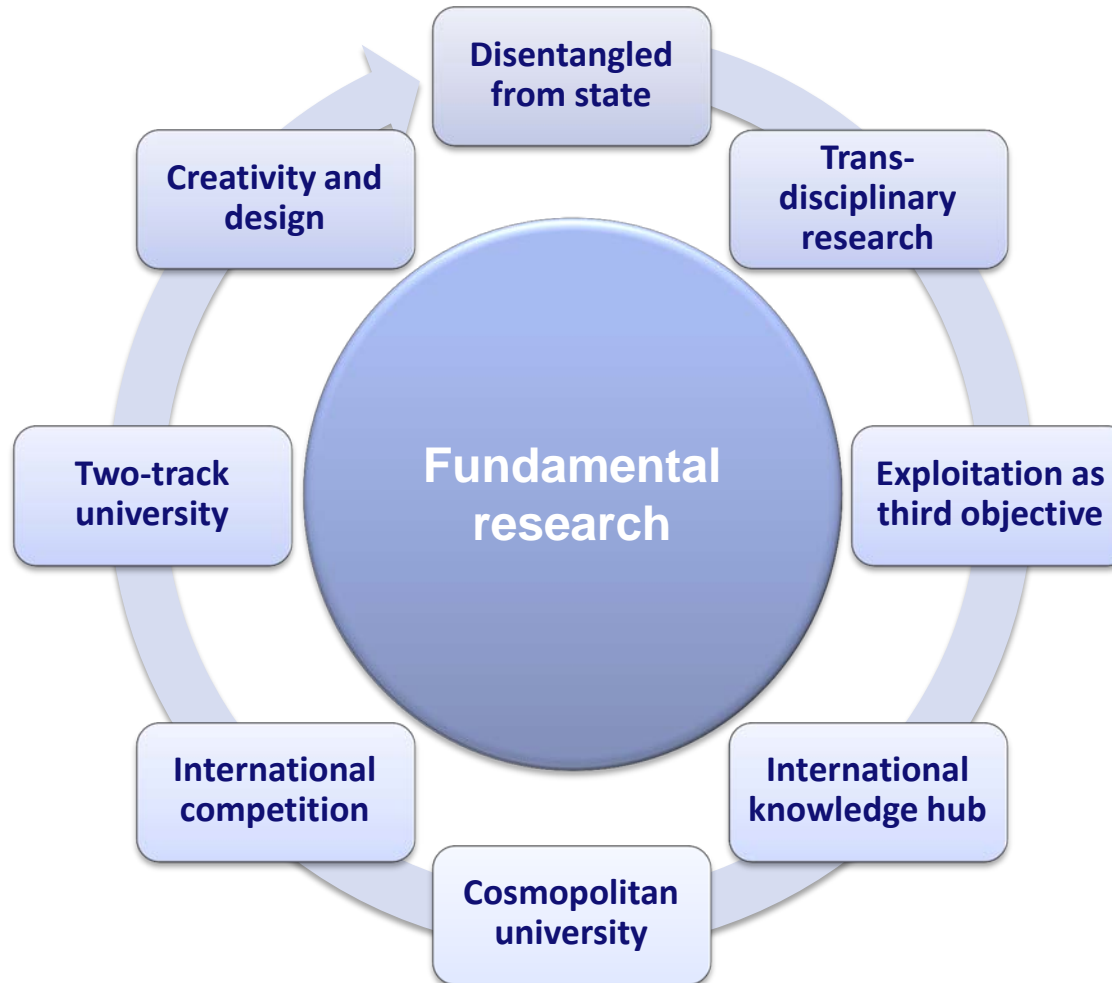 Disentangled
from state
Trans-
disciplinary
research
Exploitation as
third objective
International
knowledge hub
Cosmopolitan
university
International
competition
Two-track
university
Creativity and
design
Fundamental
research